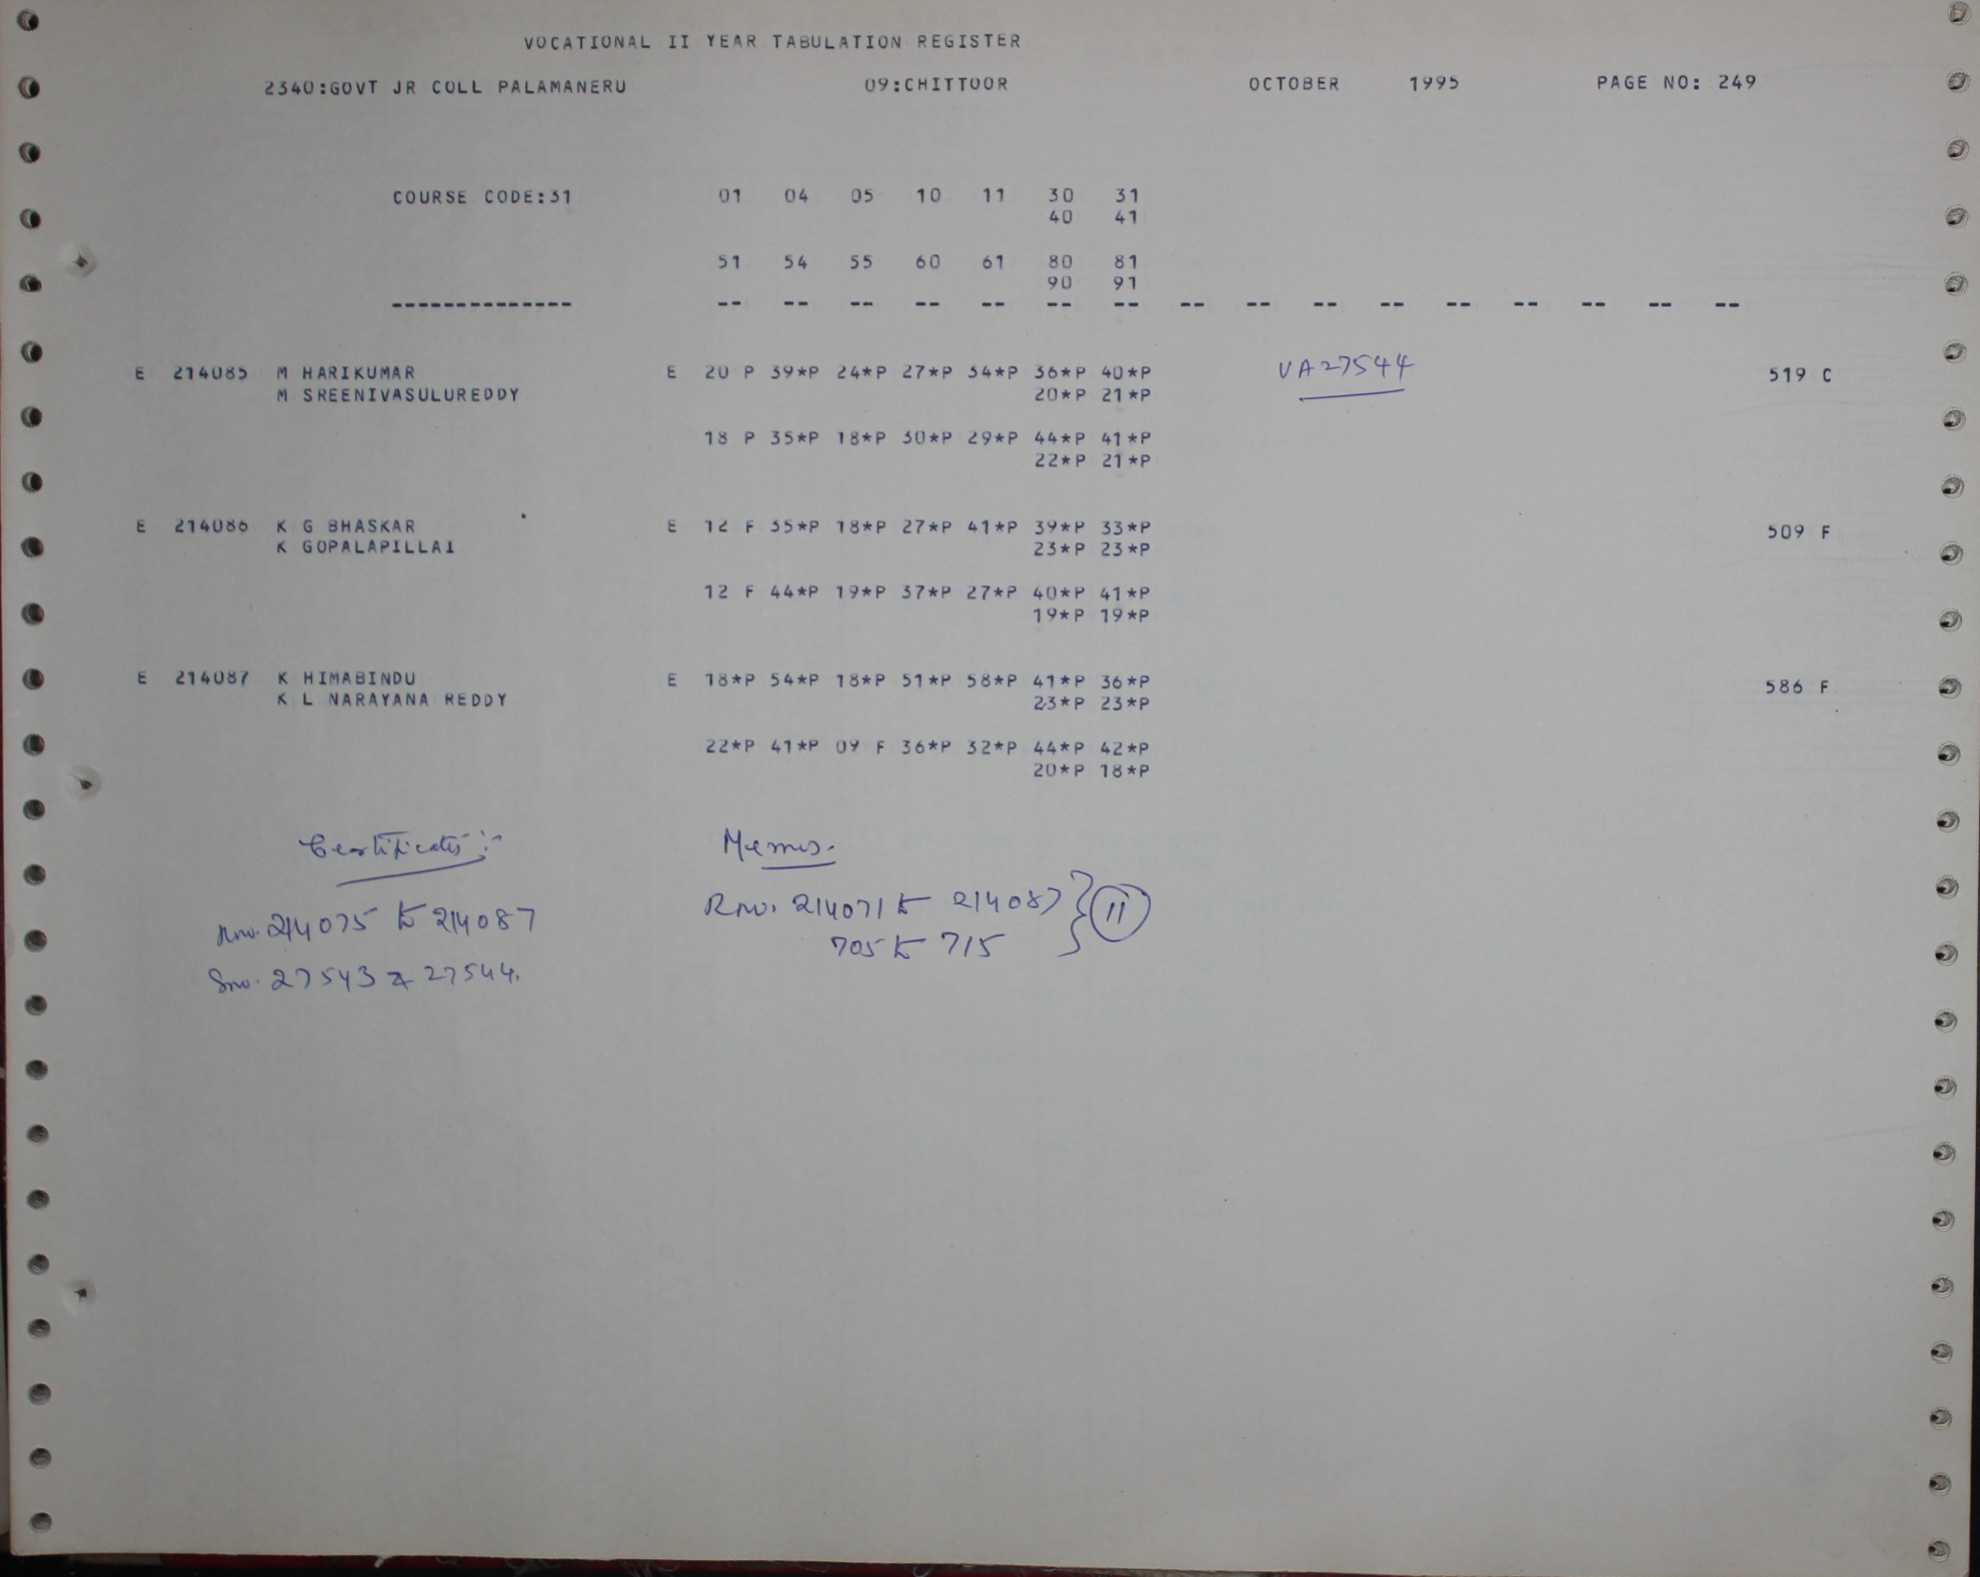 VOCATIONAL II YEAR TABULATION REGISTER
2340:GOVT JR COLL PALAMANERU 09:CHITTOOR OCTOBER 1995 PAGE NO: 249
COURSE CODE:31 01 04 05 10 11 30 31
40 41
51 54 55 60 61 80 81
90 91
-------------- -- -- -- -- -- -- -- -- -- -- -- -- -- -- -- --
E 214085 M HARIKUMAR E 20 P 39*P 24*P 27*P 34*P 36*P 40*P VA27544 519 C
M SREENIVASULUREDDY 20*P 21*P
18 P 35*P 18*P 30*P 29*P 44*P 41*P
22*P 21*P
E 214086 K G BHASKAR E 12 F 35*P 18*P 27*P 41*P 39*P 33*P 509 F
K GOPALAPILLAI 23*P 23*P
12 F 44*P 19*P 37*P 27*P 40*P 41*P
19*P 19*P
E 214087 K HIMABINDU E 18*P 54*P 18*P 51*P 58*P 41*P 36*P 586 F
K L NARAYANA REDDY 23*P 23*P
22*P 41*P 09 F 36*P 32*P 44*P 42*P
20*P 18*P
Certificates:- Memos.
Rno. 214075 to 214087 Rno. 214071 to 214087 } 11
Sno. 27543 & 27544. 705 to 715